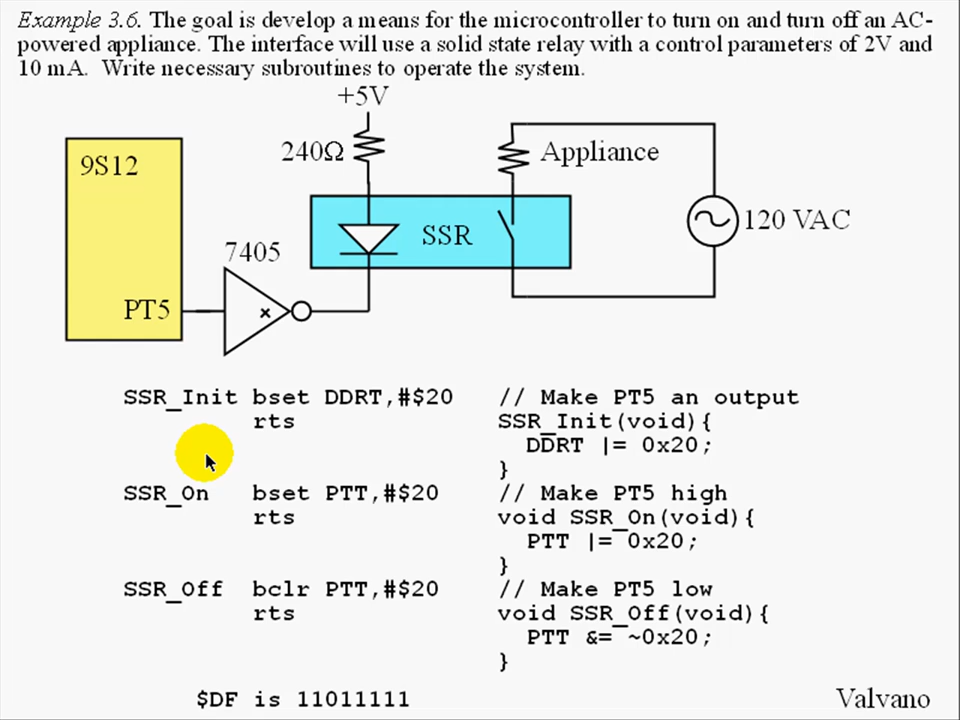 Example 3.6. The goal is develop a means for the microcontroller to turn on and turn off an AC-
powered appliance. The interface will use a solid state relay with a control parameters of 2V and
10 mA. Write necessary subroutines to operate the system.
+5V
240Ω
Appliance
9S12
SSR
120 VAC
7405
PT5
x
SSR_Init bset DDRT,#$20
rts
SSR_On bset PTT,#$20
rts
SSR_Off bclr PTT,#$20
rts
// Make PT5 an output
SSR_Init(void){
DDRT |= 0x20;
}
// Make PT5 high
void SSR_On(void){
PTT |= 0x20;
}
// Make PT5 low
void SSR_Off(void){
PTT &= ~0x20;
}
$DF is 11011111
Valvano